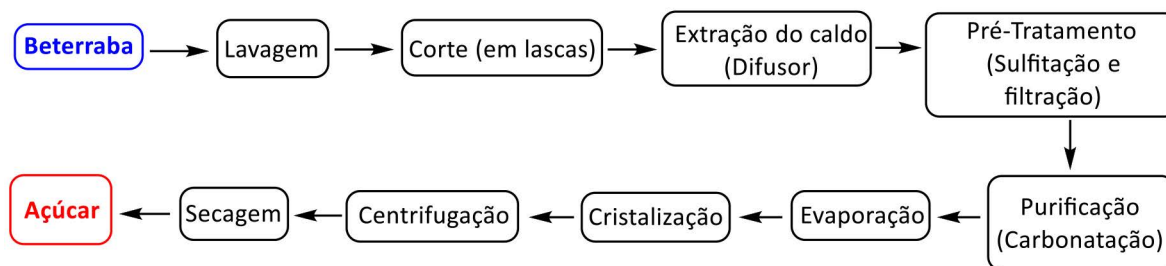 Beterraba
Lavagem
Corte (em lascas)
Extração do caldo
(Difusor)
Pré-Tratamento
(Sulfitação e
filtração)
Purificação
(Carbonatação)
Evaporação
Cristalização
Centrifugação
Secagem
Açúcar